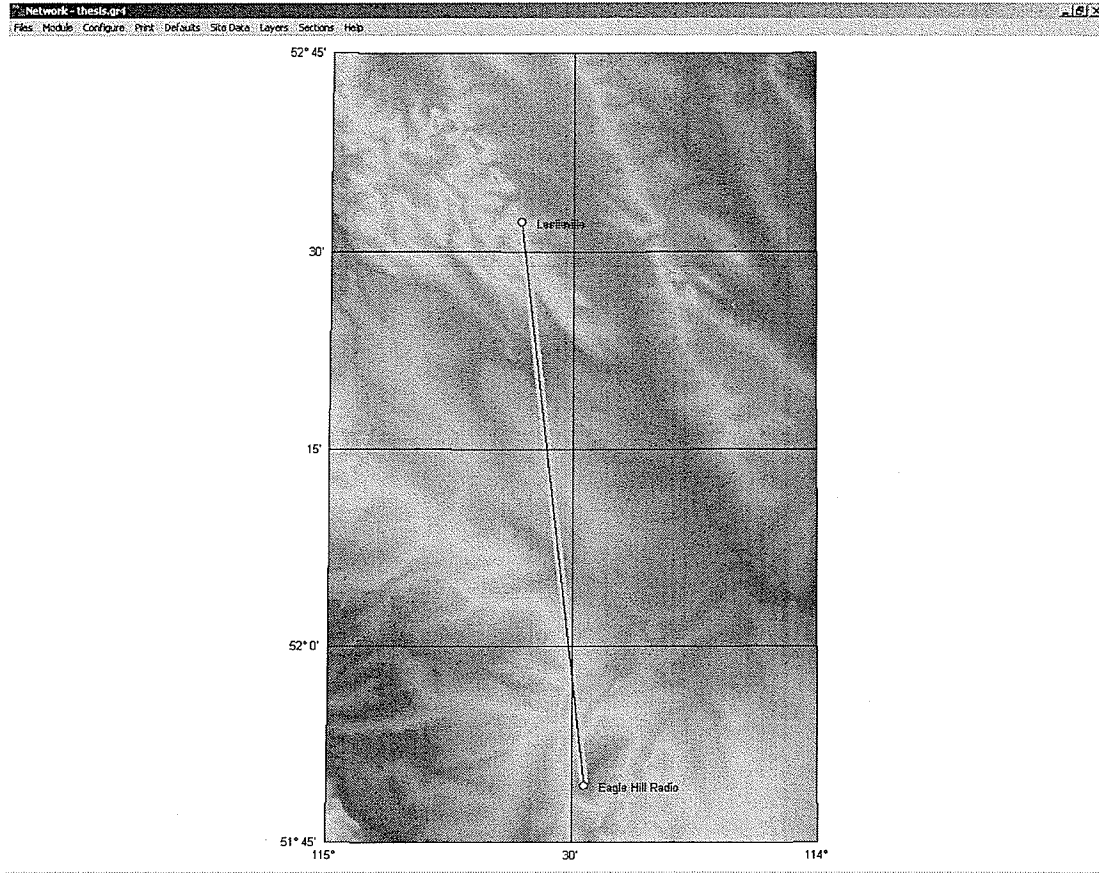 Network - thesis.gr4
Files Module Configure Print Defaults Site Data Layers Sections Help
52° 45'
30'
15'
52° 0'
Eagle Hill Radio
51° 45'
115° 30' 114°